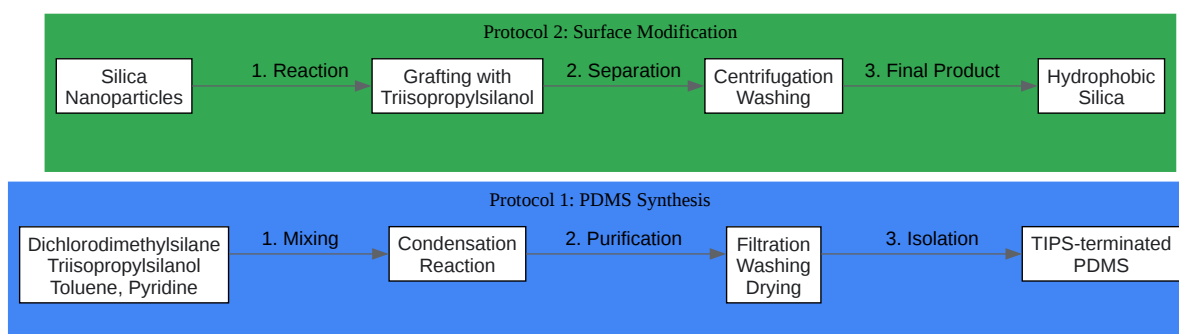 Protocol 2: Surface Modification
Silica
Nanoparticles
1. Reaction
Grafting with
Triisopropylsilanol
2. Separation
Centrifugation
Washing
3. Final Product
Hydrophobic
Silica
Protocol 1: PDMS Synthesis
Dichlorodimethylsilane
Triisopropylsilanol
Toluene, Pyridine
1. Mixing
Condensation
Reaction
2. Purification
Filtration
Washing
Drying
3. Isolation
TIPS-terminated
PDMS